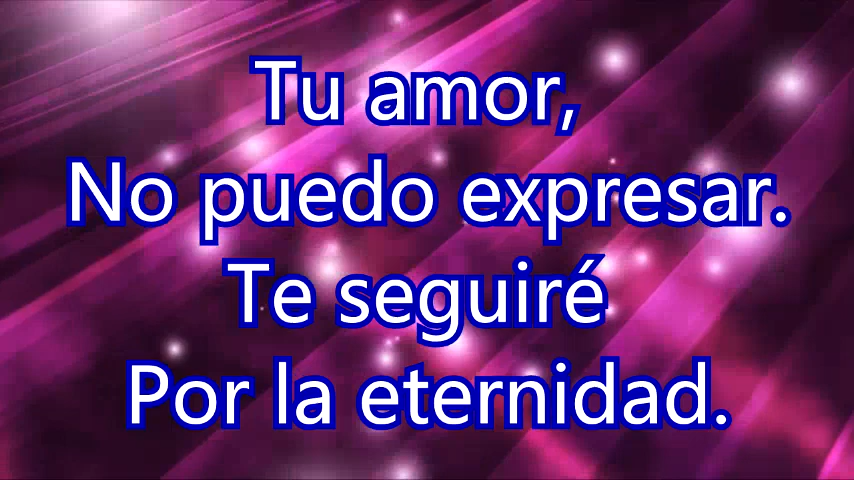 Tu amor,
No puedo expresar.
Te seguiré
Por la eternidad.